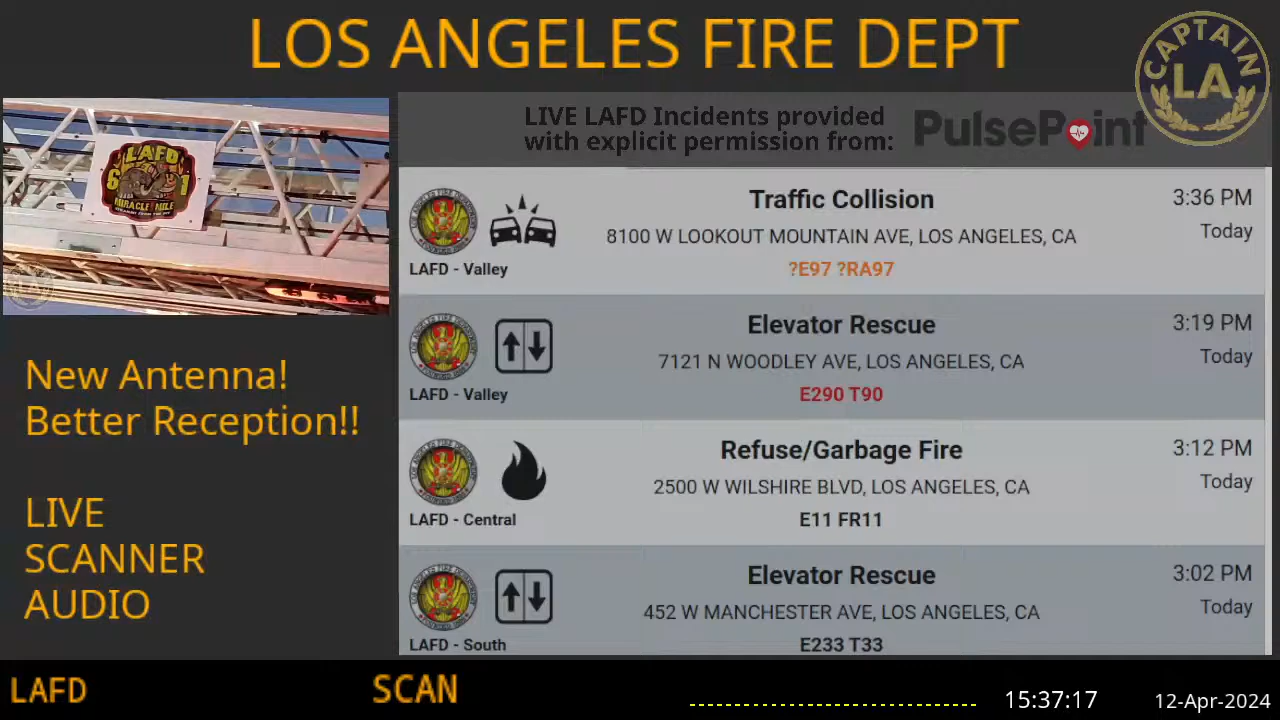 LOS ANGELES FIRE DEPT
CAPTAIN
LA
LIVE LAFD Incidents provided
with explicit permission from:
PulsePoint
LAFD
61
MIRACLE MILE
Traffic Collision
3:36 PM
8100 W LOOKOUT MOUNTAIN AVE, LOS ANGELES, CA
Today
LAFD - Valley
?E97 ?RA97
Elevator Rescue
3:19 PM
7121 N WOODLEY AVE, LOS ANGELES, CA
Today
LAFD - Valley
E290 T90
Refuse/Garbage Fire
3:12 PM
2500 W WILSHIRE BLVD, LOS ANGELES, CA
Today
LAFD - Central
E11 FR11
Elevator Rescue
3:02 PM
452 W MANCHESTER AVE, LOS ANGELES, CA
Today
LAFD - South
E233 T33
New Antenna!
Better Reception!!
LIVE
SCANNER
AUDIO
LAFD
SCAN
15:37:17
12-Apr-2024